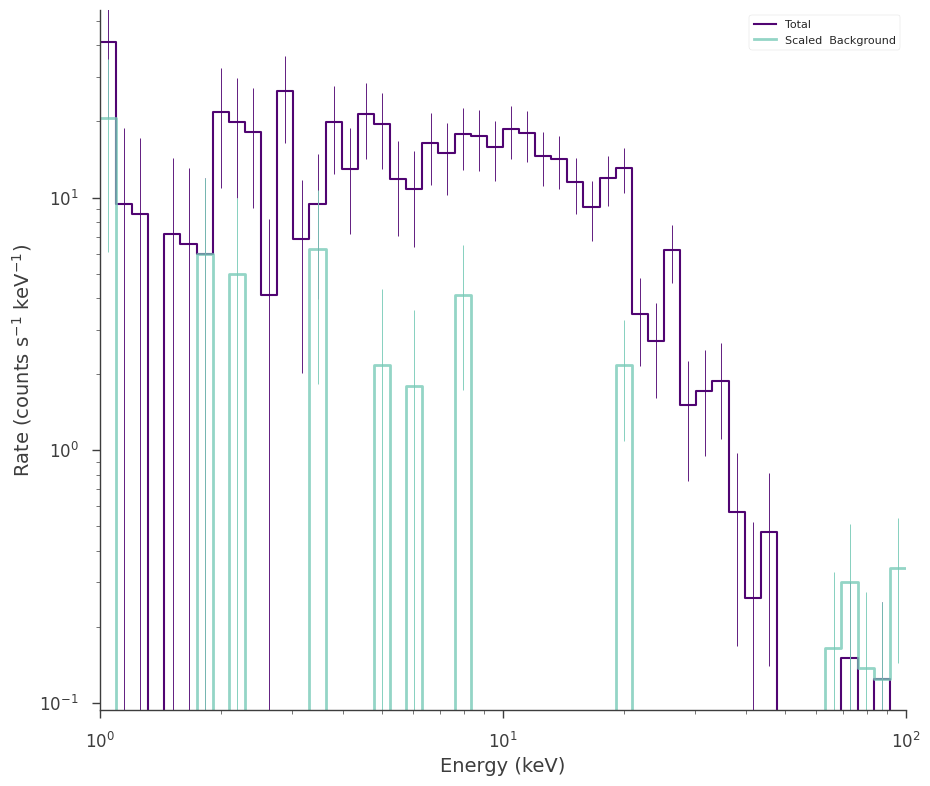 Total
Scaled  Background
10¹
10⁰
10⁻¹
Rate (counts s⁻¹ keV⁻¹)
10⁰
10¹
10²
Energy (keV)